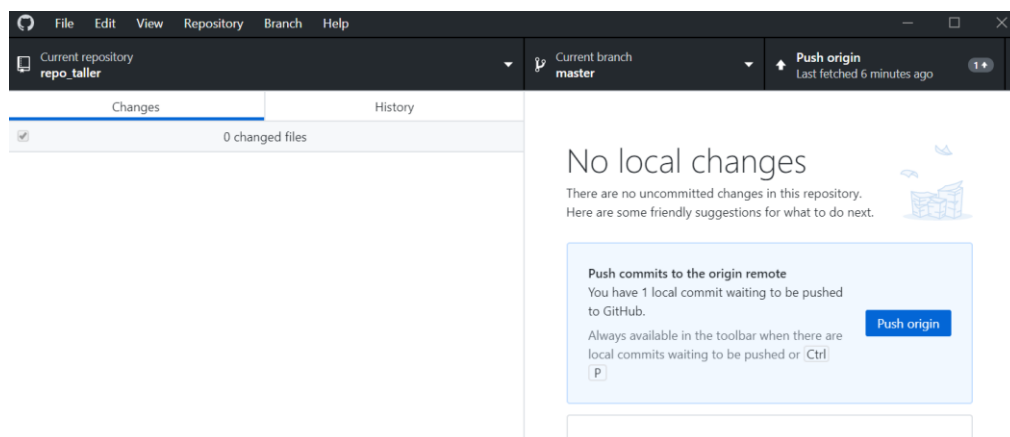 File Edit View Repository Branch Help
Current repository
repo_taller
Current branch
master
Push origin
Last fetched 6 minutes ago
1
Changes History
0 changed files
No local changes
There are no uncommitted changes in this repository.
Here are some friendly suggestions for what to do next.
Push commits to the origin remote
You have 1 local commit waiting to be pushed
to GitHub.
Always available in the toolbar when there are
local commits waiting to be pushed or Ctrl
P
Push origin